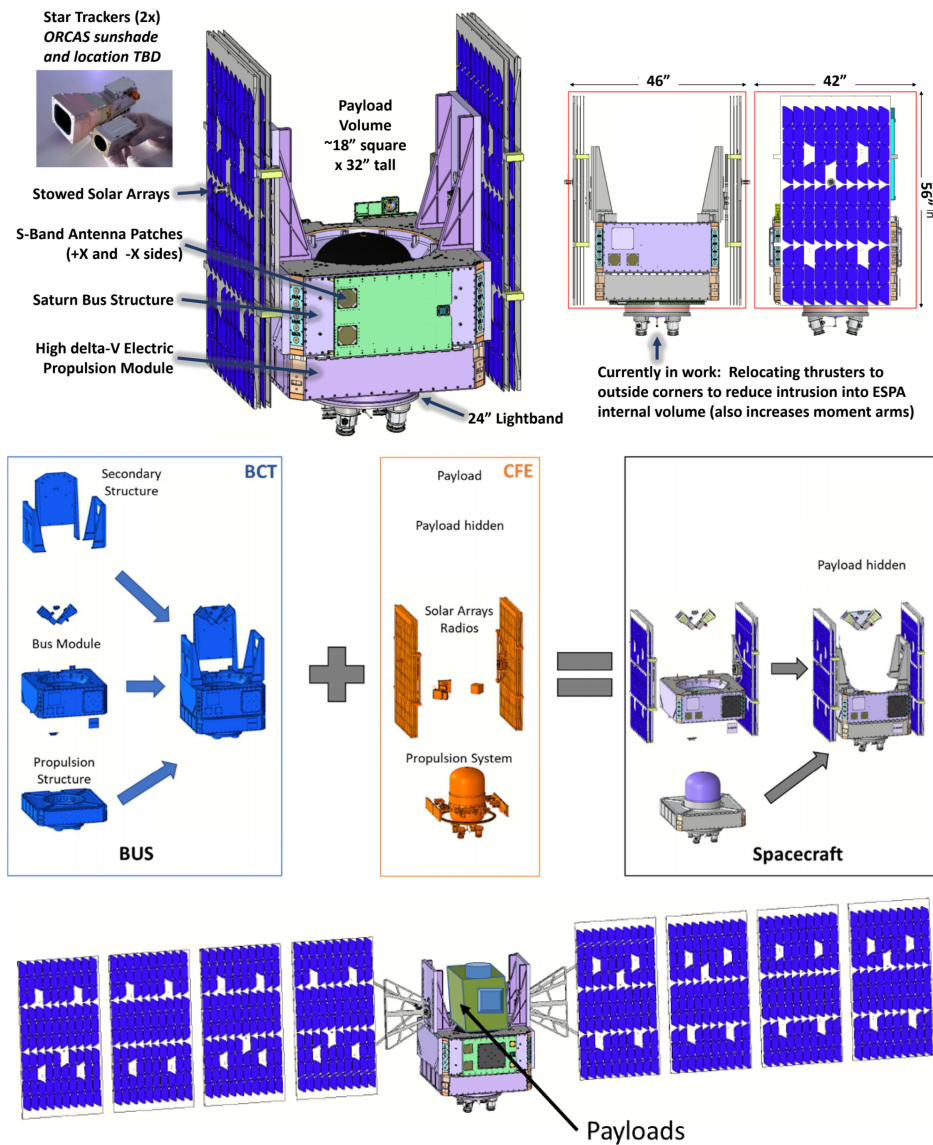 Star Trackers (2x)
ORCAS sunshade
and location TBD
Payload
Volume
~18” square
x 32” tall
Stowed Solar Arrays
S-Band Antenna Patches
(+X and -X sides)
Saturn Bus Structure
High delta-V Electric
Propulsion Module
24” Lightband
46”
42”
56” in
Currently in work: Relocating thrusters to
outside corners to reduce intrusion into ESPA
internal volume (also increases moment arms)
BCT
Secondary
Structure
Bus Module
Propulsion
Structure
BUS
CFE
Payload
Payload hidden
Solar Arrays
Radios
Propulsion System
Payload hidden
Spacecraft
Payloads